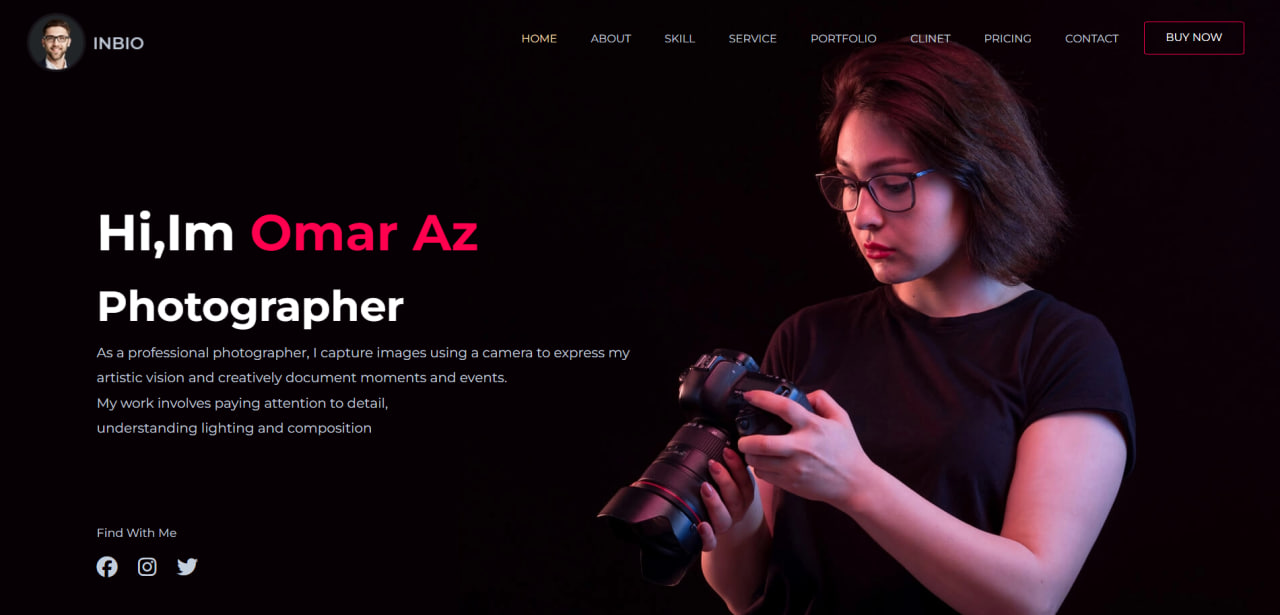 INBIO
HOME ABOUT SKILL SERVICE PORTFOLIO CLINET PRICING CONTACT BUY NOW
Hi,Im Omar Az
Photographer
As a professional photographer, I capture images using a camera to express my
artistic vision and creatively document moments and events.
My work involves paying attention to detail,
understanding lighting and composition
Find With Me